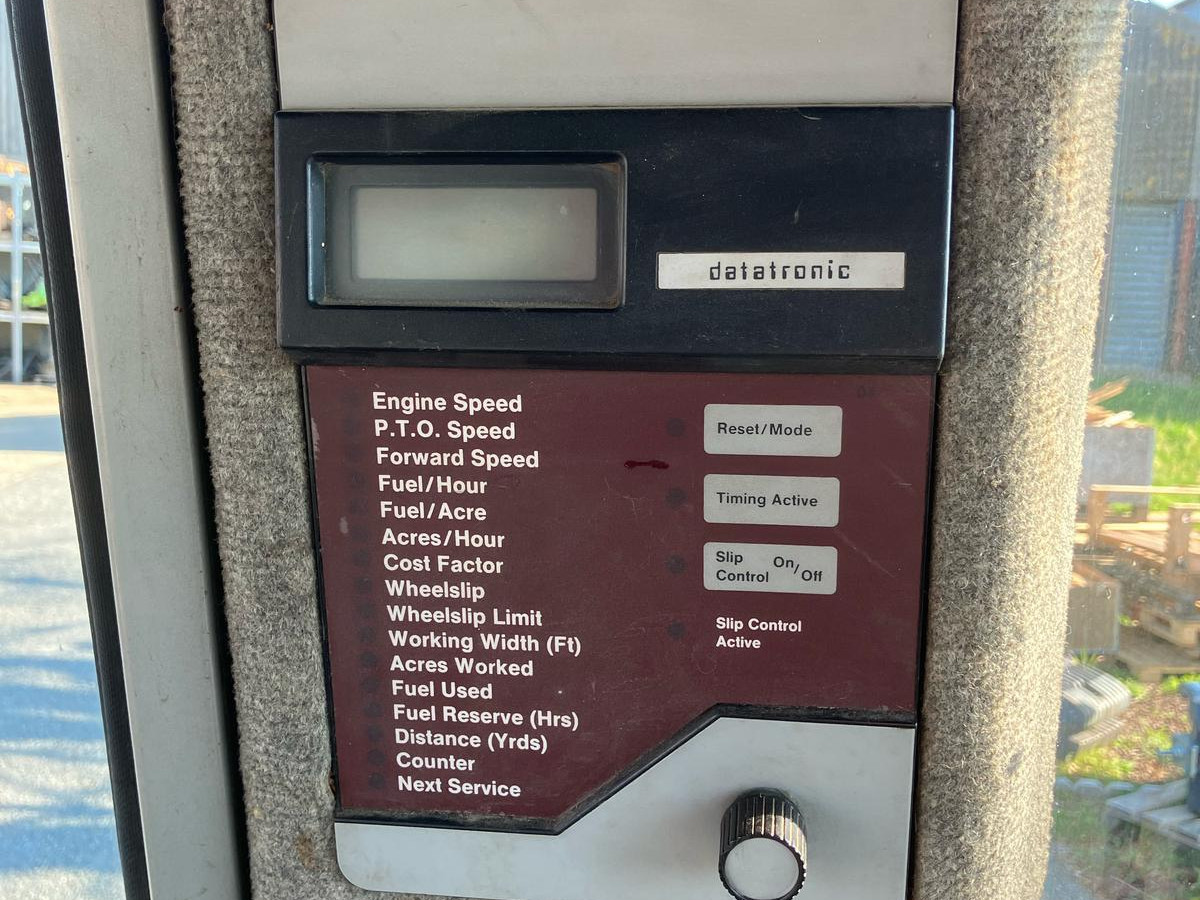 datatronic
Engine Speed
P.T.O. Speed
Forward Speed
Fuel/Hour
Fuel/Acre
Acres/Hour
Cost Factor
Wheelslip
Wheelslip Limit
Working Width (Ft)
Acres Worked
Fuel Used
Fuel Reserve (Hrs)
Distance (Yrds)
Counter
Next Service
Reset/Mode
Timing Active
Slip Control On/Off
Slip Control
Active